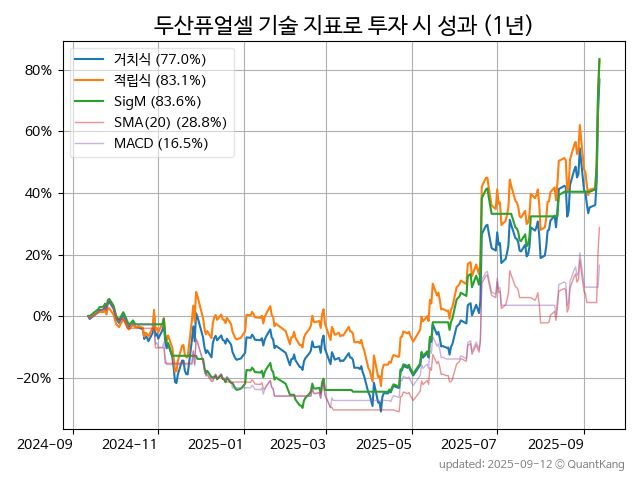 두산퓨얼셀 기술 지표로 투자 시 성과 (1년)
거치식 (77.0%)
적립식 (83.1%)
SigM (83.6%)
SMA(20) (28.8%)
MACD (16.5%)
80%
60%
40%
20%
0%
−20%
2024-09 2024-11 2025-01 2025-03 2025-05 2025-07 2025-09
updated: 2025-09-12 © QuantKang